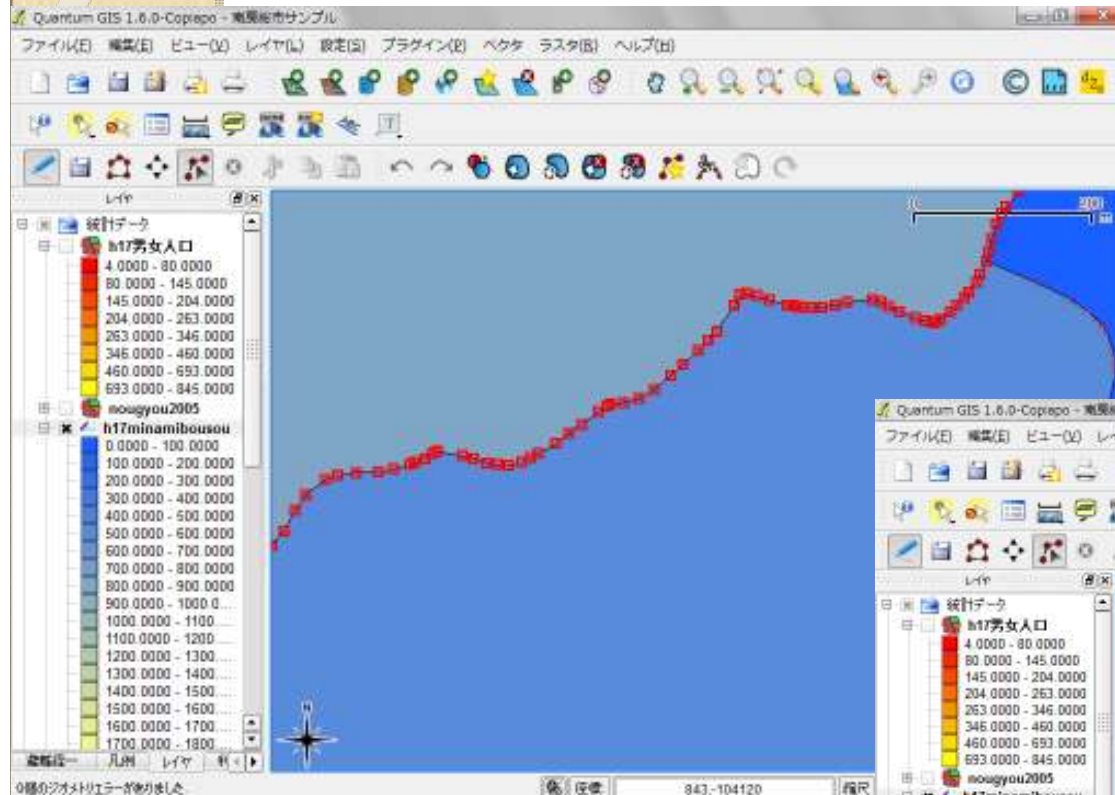 Quantum GIS 1.6.0-Copiapo - 南房総市サンプル
ファイル(E) 編集(E) ビュー(V) レイヤ(L) 設定(S) プラグイン(P) ベクタ ラスタ(R) ヘルプ(H)
レイヤ
統計データ
h17男女人口
4.0000 - 80.0000
80.0000 - 145.0000
145.0000 - 204.0000
204.0000 - 263.0000
263.0000 - 346.0000
346.0000 - 460.0000
460.0000 - 693.0000
693.0000 - 845.0000
nougyou2005
h17minamibousou
0.0000 - 100.0000
100.0000 - 200.0000
200.0000 - 300.0000
300.0000 - 400.0000
400.0000 - 500.0000
500.0000 - 600.0000
600.0000 - 700.0000
700.0000 - 800.0000
800.0000 - 900.0000
900.0000 - 1000.0...
1000.0000 - 1100....
1100.0000 - 1200....
1200.0000 - 1300....
1300.0000 - 1400....
1400.0000 - 1500....
1500.0000 - 1600....
1600.0000 - 1700....
1700.0000 - 1800....
凡例 レイヤ
0個のジオメトリエラーがありました
座標 843,-104120 縮尺
0 200
m
N
Quantum GIS 1.6.0-Copiapo - 南房総
ファイル(E) 編集(E) ビュー(V) レイ
レイヤ
統計データ
h17男女人口
4.0000 - 80.0000
80.0000 - 145.0000
145.0000 - 204.0000
204.0000 - 263.0000
263.0000 - 346.0000
346.0000 - 460.0000
460.0000 - 693.0000
693.0000 - 845.0000
nougyou2005
h17minamibousou